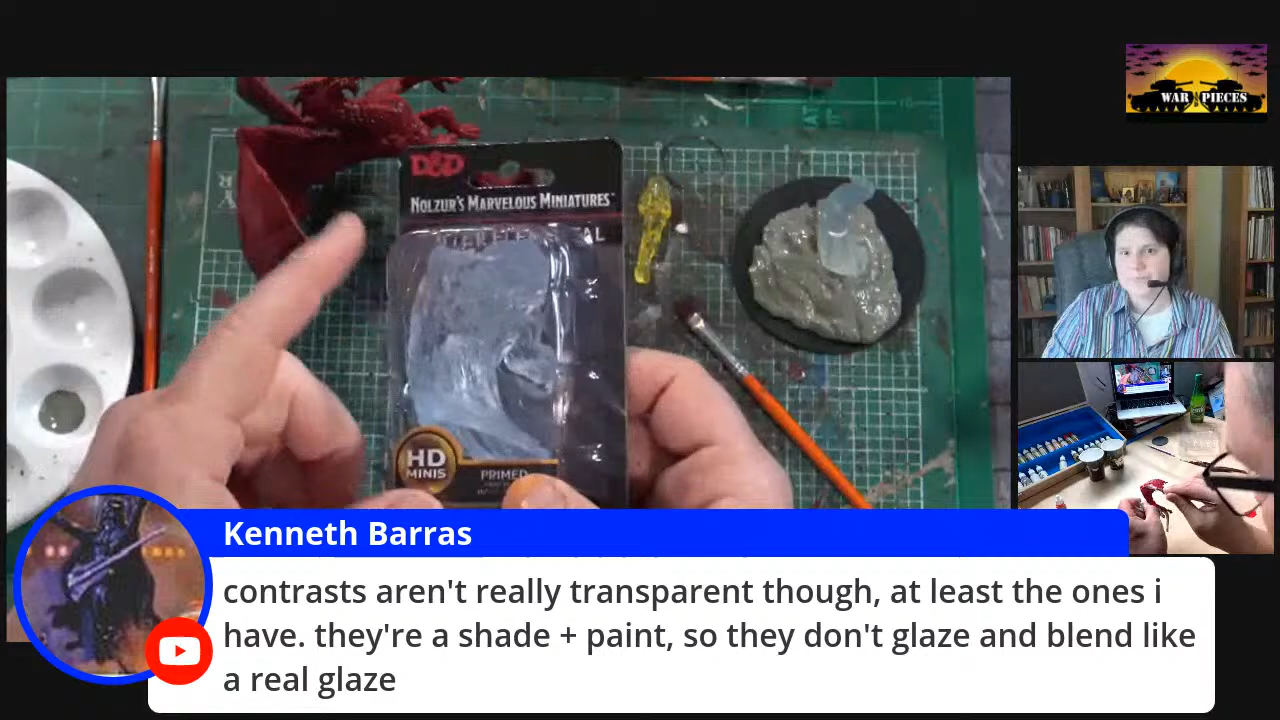 WAR PIECES
D&D
NOLZUR'S MARVELOUS MINIATURES
HD
MINIS
PRIMED
Kenneth Barras
contrasts aren't really transparent though, at least the ones i
have. they're a shade + paint, so they don't glaze and blend like
a real glaze